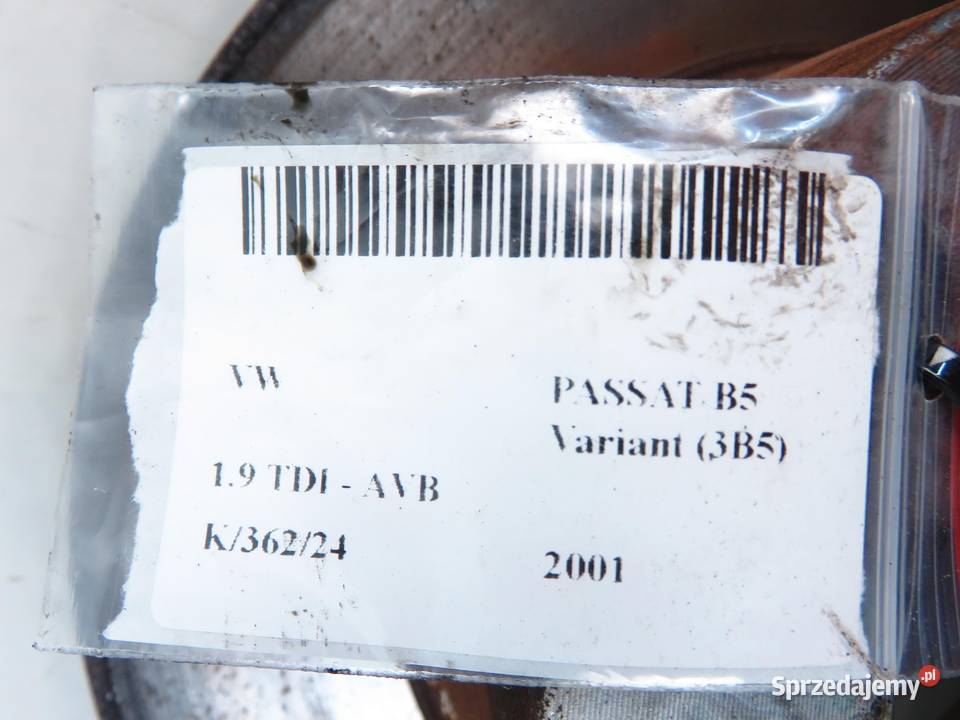 VW
PASSAT B5
Variant (3B5)
1.9 TDI - AVB
K/362/24
2001
Sprzedajemy.pl